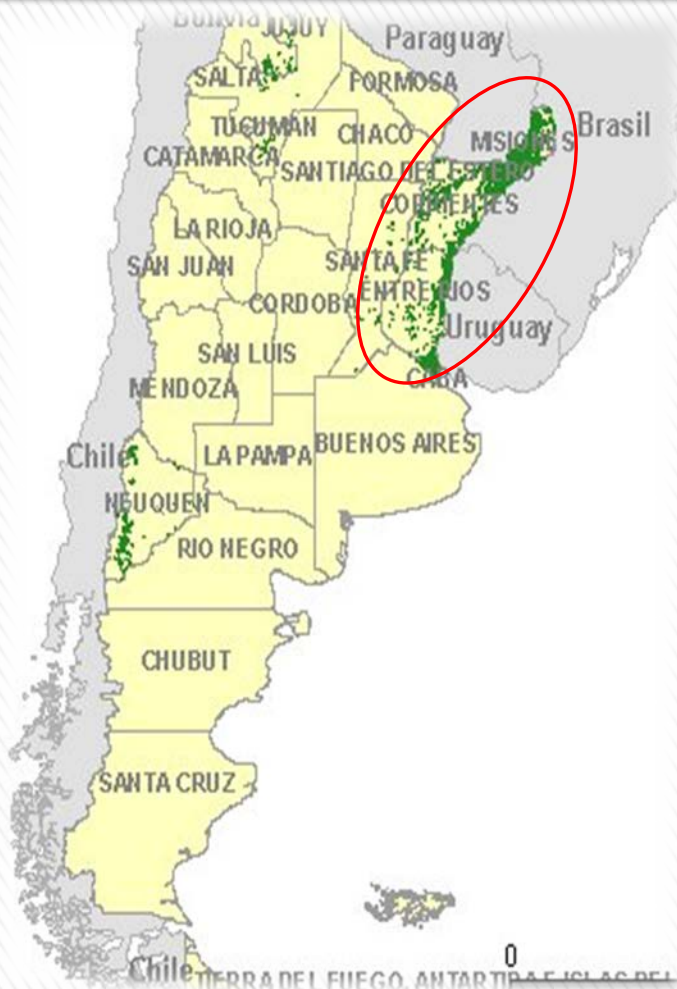 Bolivia
JUJUY
Paraguay
SALTA
FORMOSA
TUCUMAN
CHACO
Brasil
MISIONES
CATAMARCA
SANTIAGO DEL ESTERO
CORRIENTES
LA RIOJA
SAN JUAN
SANTA FE
ENTRE RIOS
CORDOBA
Uruguay
SAN LUIS
MENDOZA
CABA
Chile
LA PAMPA
BUENOS AIRES
NEUQUEN
RIO NEGRO
CHUBUT
SANTA CRUZ
0
Chile
TIERRA DEL FUEGO, ANTARTIDA E ISLAS DEL